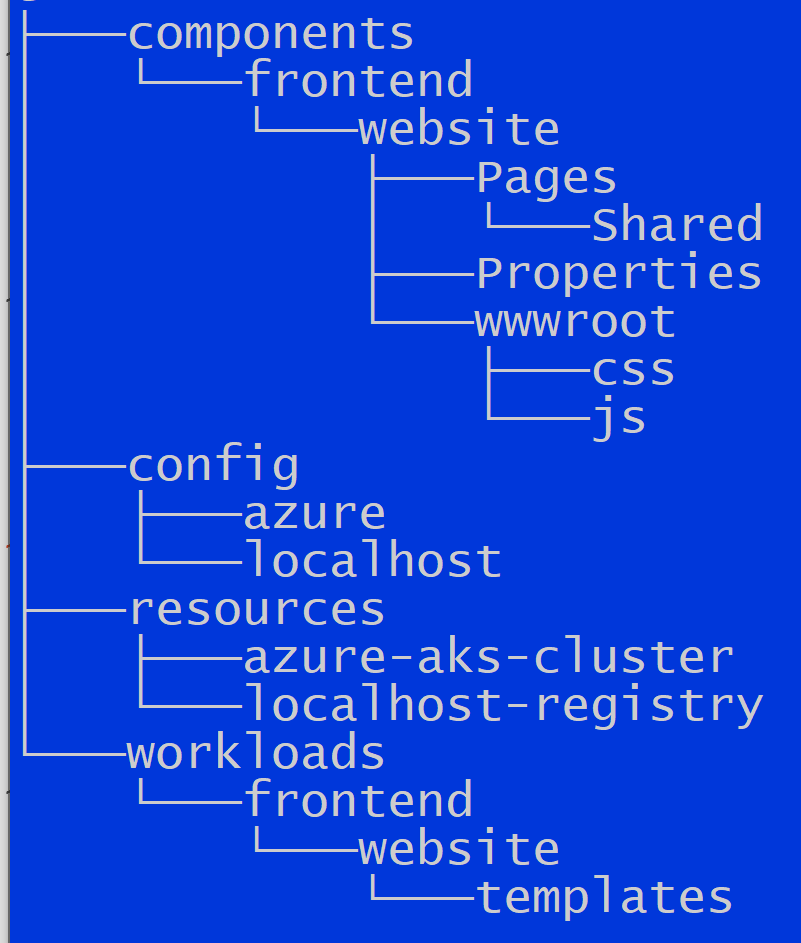 components
frontend
website
Pages
Shared
Properties
wwwroot
css
js
config
azure
localhost
resources
azure-aks-cluster
localhost-registry
workloads
frontend
website
templates